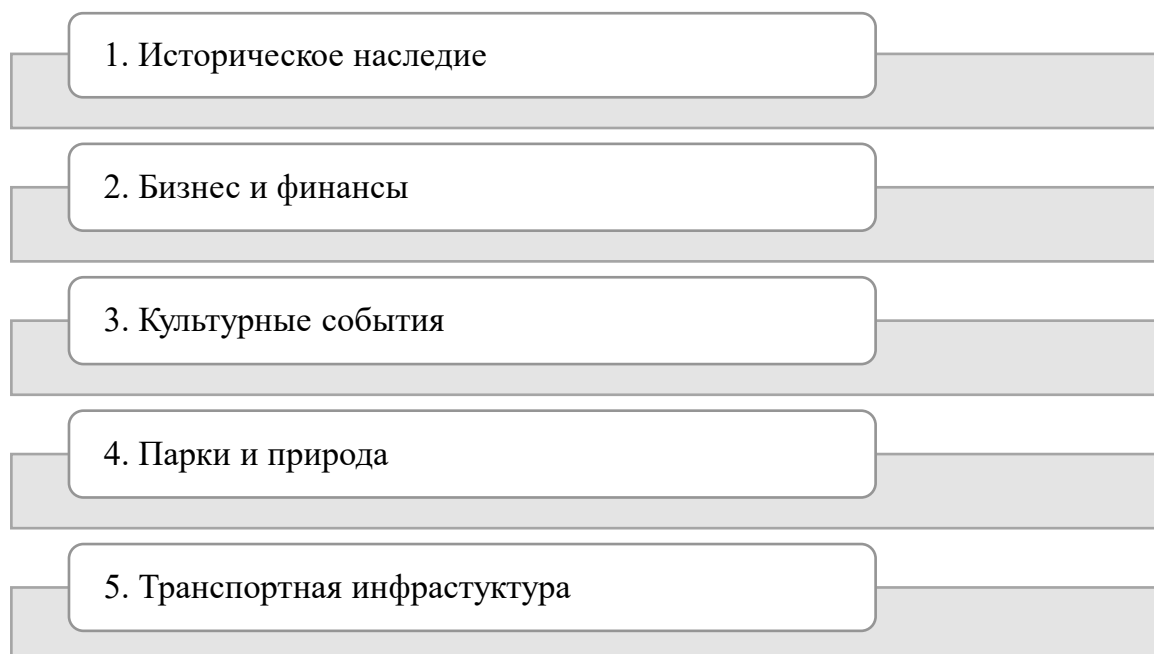 1. Историческое наследие
2. Бизнес и финансы
3. Культурные события
4. Парки и природа
5. Транспортная инфрастуктура